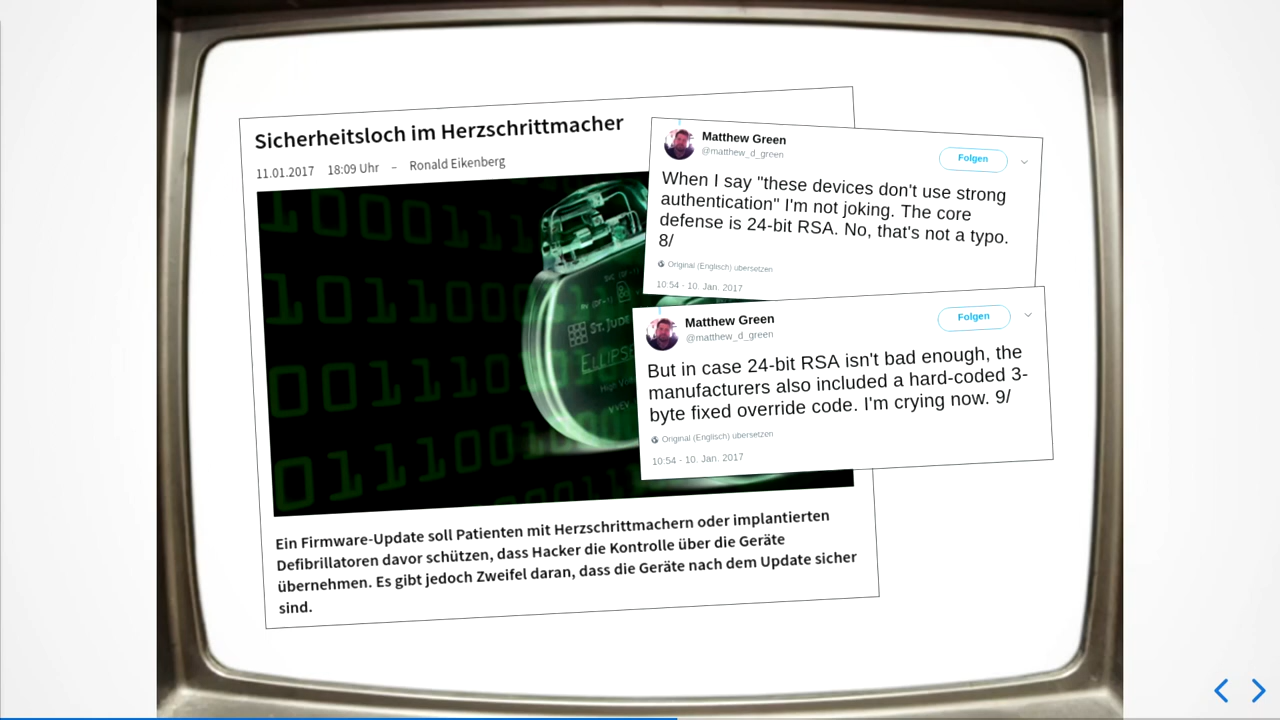 Sicherheitsloch im Herzschrittmacher
11.01.2017 18:09 Uhr – Ronald Eikenberg
ST. JUDE
ELLIPSE
Ein Firmware-Update soll Patienten mit Herzschrittmachern oder implantierten
Defibrillatoren davor schützen, dass Hacker die Kontrolle über die Geräte
übernehmen. Es gibt jedoch Zweifel daran, dass die Geräte nach dem Update sicher
sind.
Matthew Green
@matthew_d_green
Folgen
When I say "these devices don't use strong
authentication" I'm not joking. The core
defense is 24-bit RSA. No, that's not a typo.
8/
Original (Englisch) übersetzen
10:54 - 10. Jan. 2017
Matthew Green
@matthew_d_green
Folgen
But in case 24-bit RSA isn't bad enough, the
manufacturers also included a hard-coded 3-
byte fixed override code. I'm crying now. 9/
Original (Englisch) übersetzen
10:54 - 10. Jan. 2017